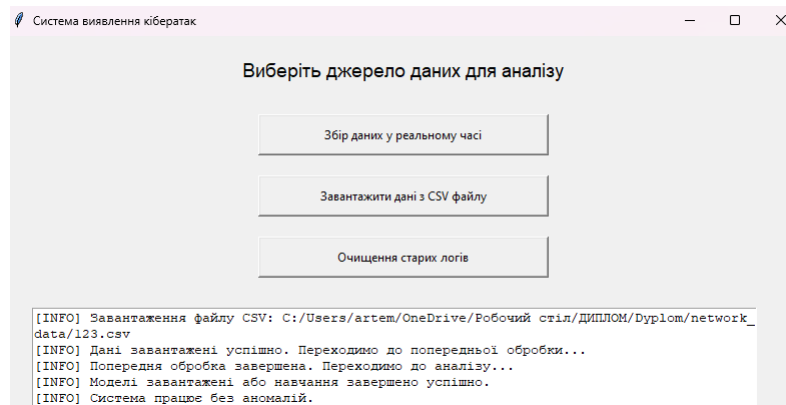 Система виявлення кібератак
Виберіть джерело даних для аналізу
Збір даних у реальному часі
Завантажити дані з CSV файлу
Очищення старих логів
[INFO] Завантаження файлу CSV: C:/Users/artem/OneDrive/Робочий стіл/ДИПЛОМ/Dyplom/network_
data/123.csv
[INFO] Дані завантажені успішно. Переходимо до попередньої обробки...
[INFO] Попередня обробка завершена. Переходимо до аналізу...
[INFO] Моделі завантажені або навчання завершено успішно.
[INFO] Система працює без аномалій.